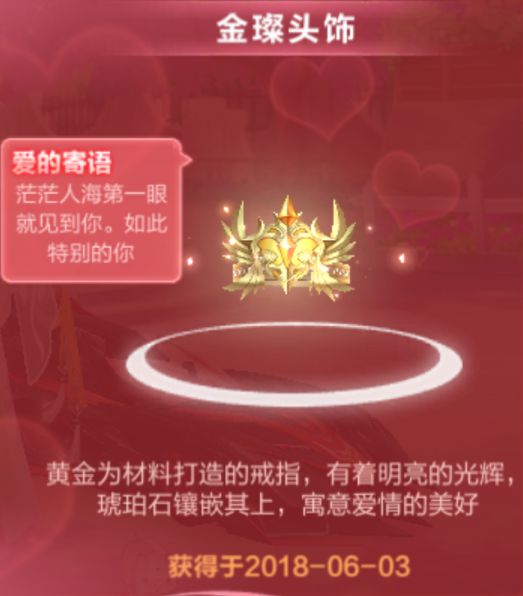 金璨头饰
爱的寄语
茫茫人海第一眼
就见到你。如此
特别的你
黄金为材料打造的戒指，有着明亮的光辉，
琥珀石镶嵌其上，寓意爱情的美好
获得于2018-06-03